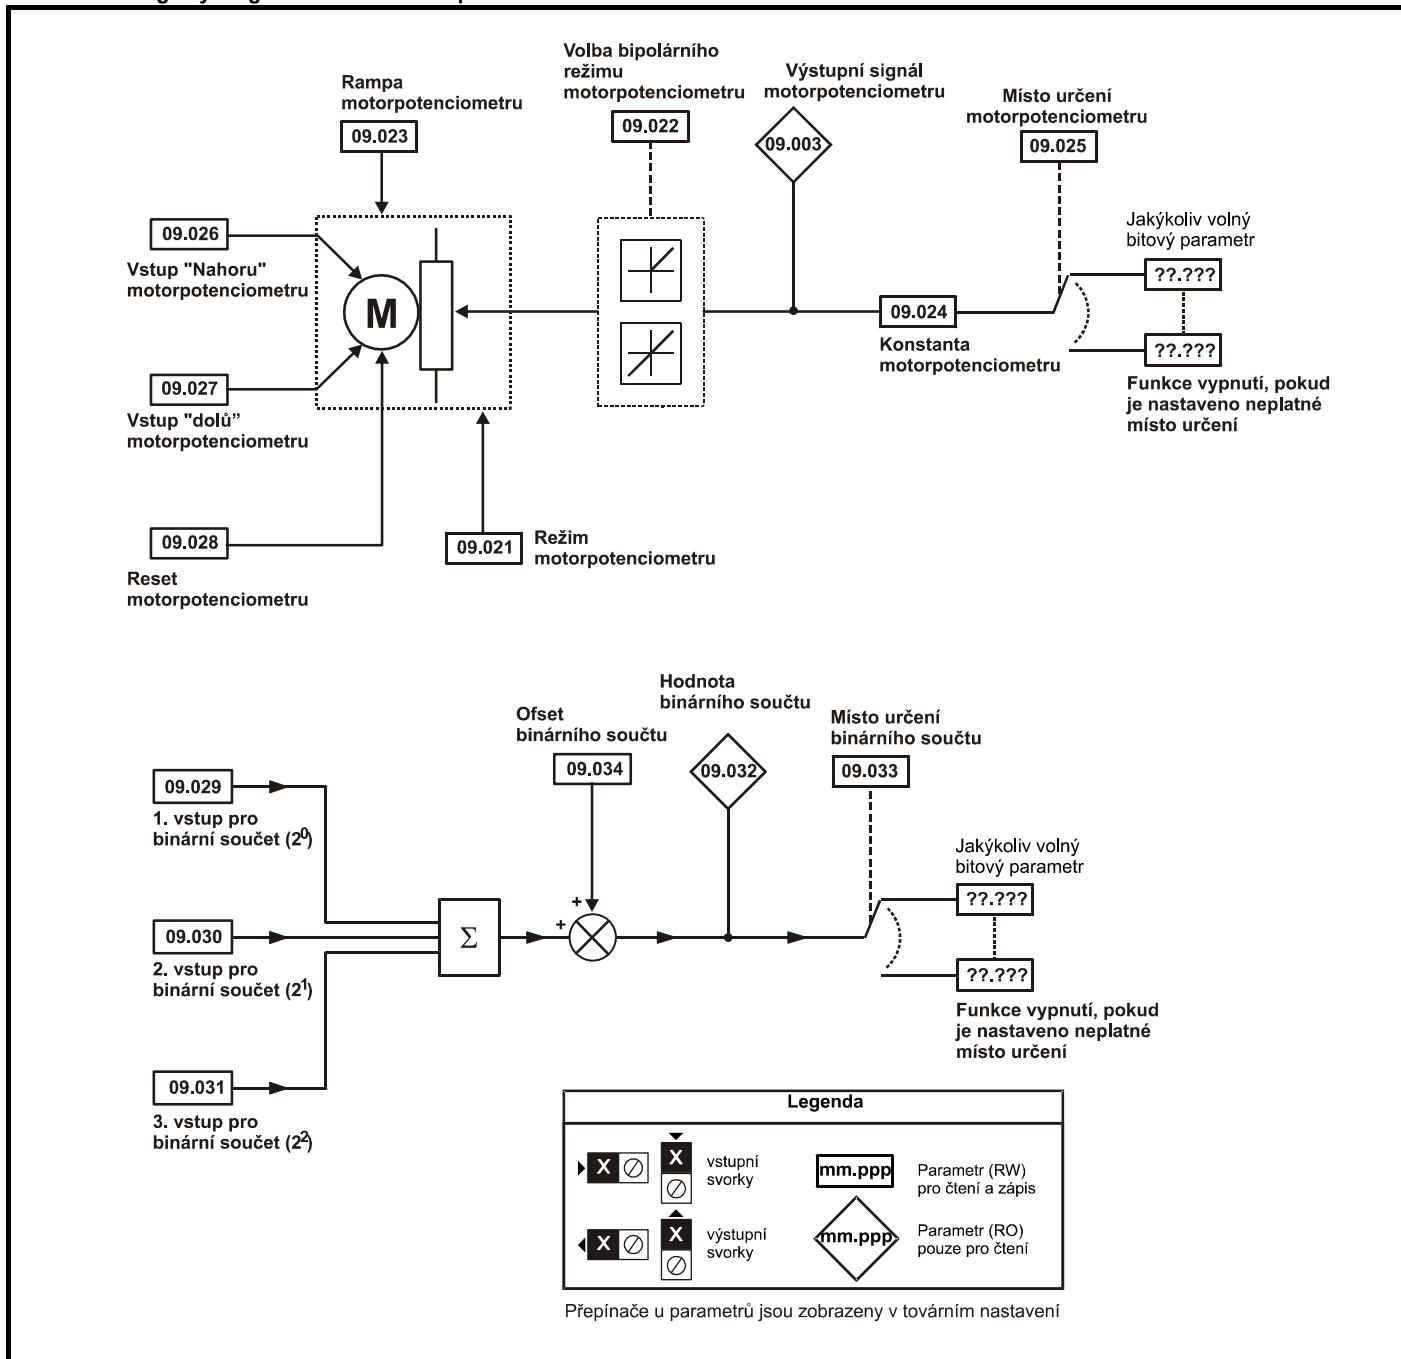 Volba bipolárního
režimu
motorpotenciometru
09.022
Výstupní signál
motorpotenciometru
09.003
Rampa
motorpotenciometru
09.023
Místo určení
motorpotenciometru
09.025
09.026
Vstup "Nahoru"
motorpotenciometru
M
09.027
Vstup "dolů”
motorpotenciometru
09.028
Reset
motorpotenciometru
09.021
Režim
motorpotenciometru
09.024
Konstanta
motorpotenciometru
Jakýkoliv volný
bitový parametr
??.???
??.???
Funkce vypnutí, pokud
je nastaveno neplatné
místo určení
Ofset
binárního součtu
09.034
Hodnota
binárního součtu
09.032
Místo určení
binárního součtu
09.033
09.029
1. vstup pro
binární součet (2⁰)
09.030
2. vstup pro
binární součet (2¹)
09.031
3. vstup pro
binární součet (2²)
Σ
+
+
Jakýkoliv volný
bitový parametr
??.???
??.???
Funkce vypnutí, pokud
je nastaveno neplatné
místo určení
Legenda
X
X
vstupní
svorky
mm.ppp
Parametr (RW)
pro čtení a zápis
X
X
výstupní
svorky
mm.ppp
Parametr (RO)
pouze pro čtení
Přepínače u parametrů jsou zobrazeny v továrním nastavení